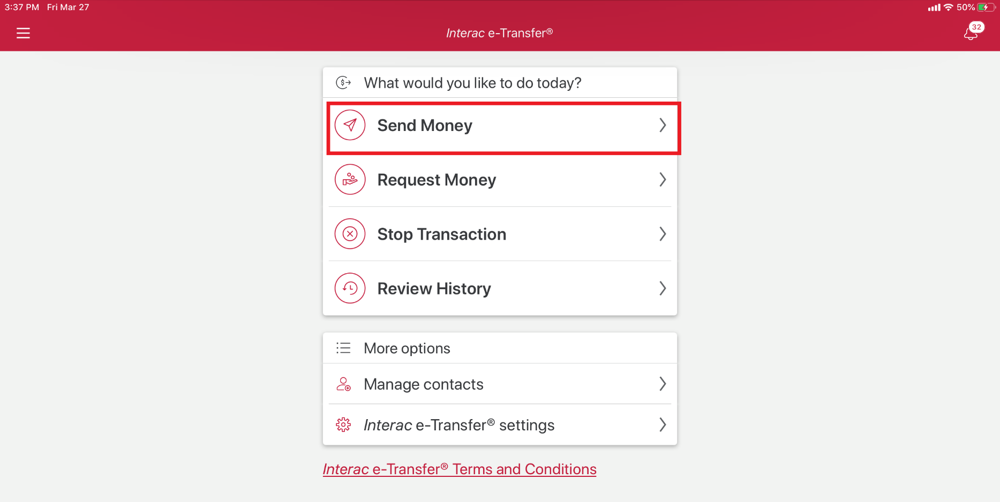 3:37 PM Fri Mar 27 50%
Interac e-Transfer® 32
What would you like to do today?
Send Money
Request Money
Stop Transaction
Review History
More options
Manage contacts
Interac e-Transfer® settings
Interac e-Transfer® Terms and Conditions